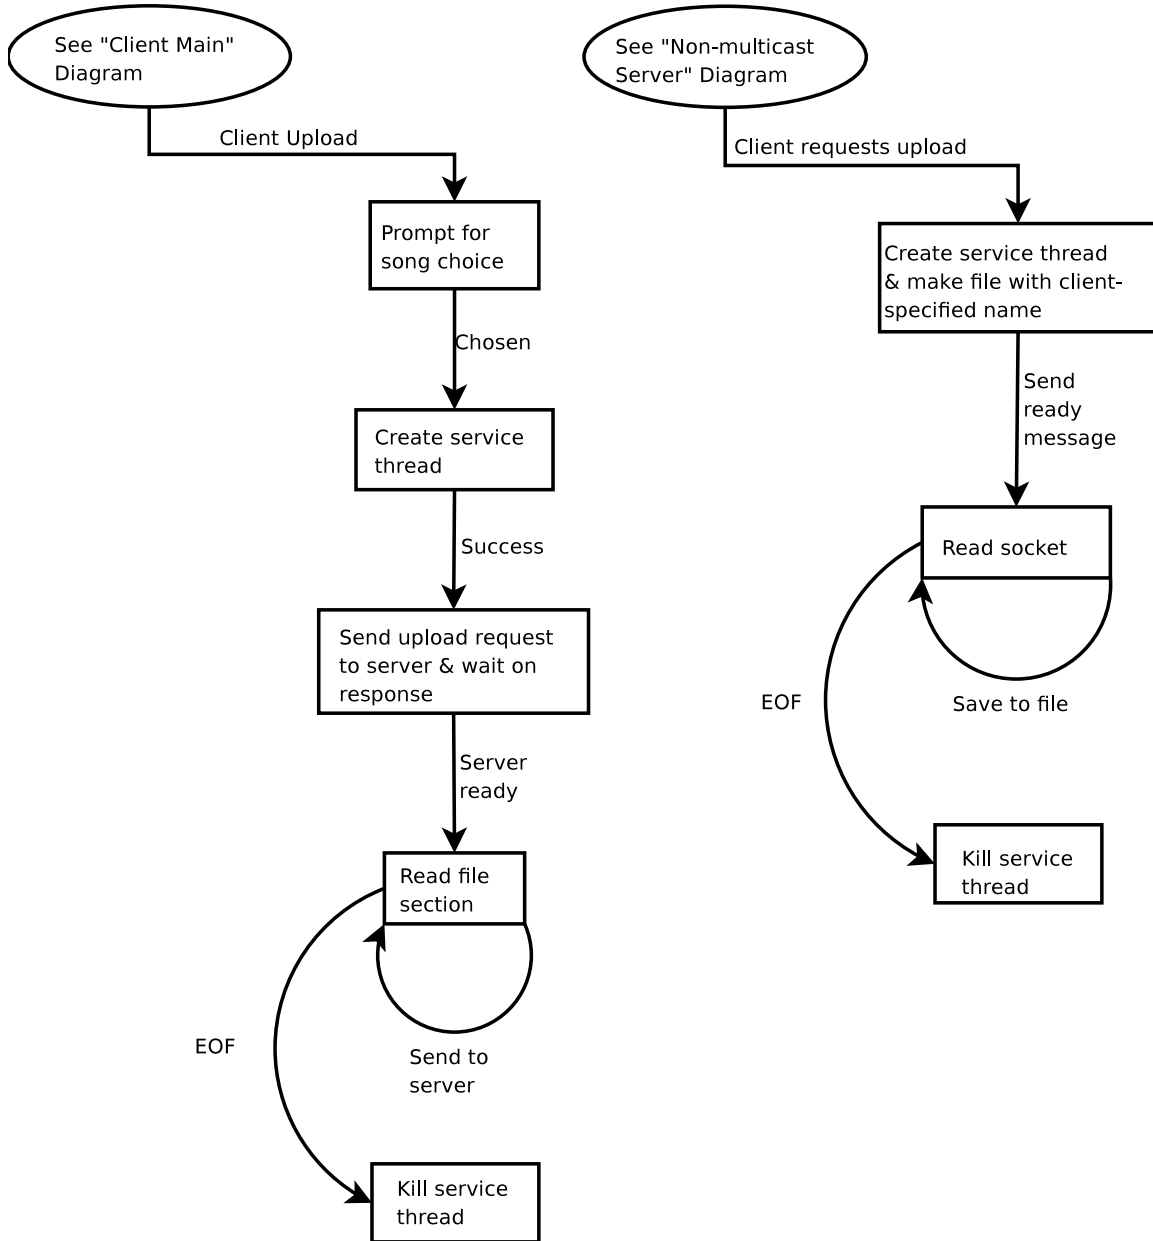 See "Client Main"
Diagram
Client Upload
Prompt for
song choice
Chosen
Create service
thread
Success
Send upload request
to server & wait on
response
Server
ready
Read file
section
EOF
Send to
server
Kill service
thread
See "Non-multicast
Server" Diagram
Client requests upload
Create service thread
& make file with client-
specified name
Send
ready
message
Read socket
EOF
Save to file
Kill service
thread